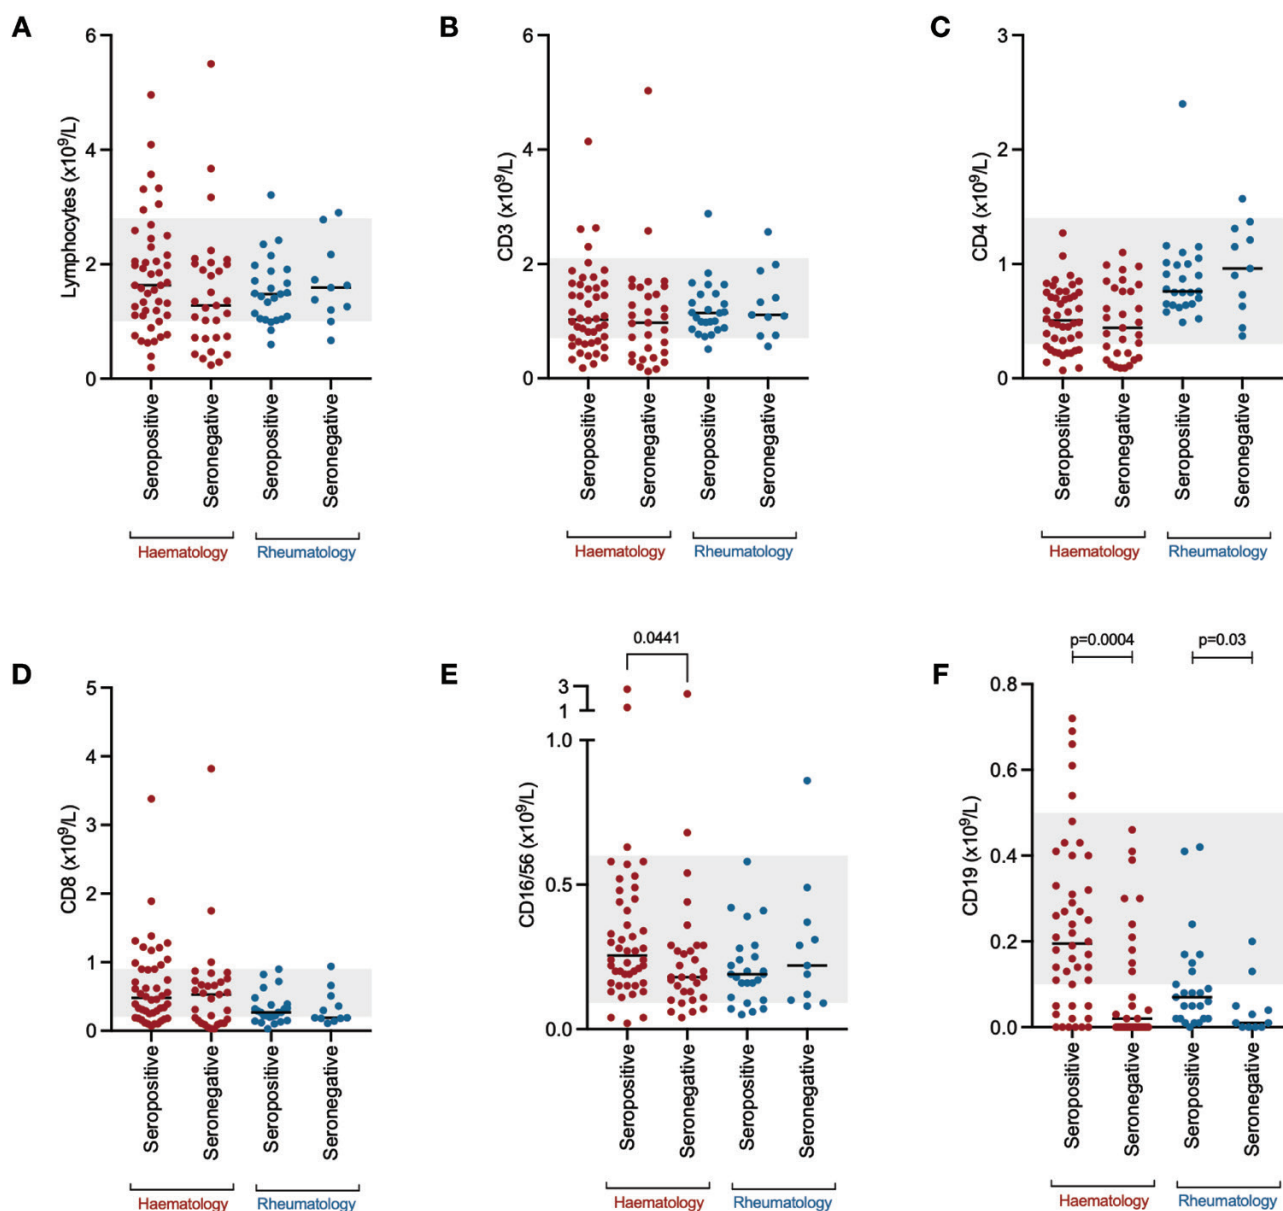 A
Lymphocytes (x10⁹/L)
6
4
2
0
Seropositive
Seronegative
Seropositive
Seronegative
Haematology
Rheumatology
B
CD3 (x10⁹/L)
6
4
2
0
Seropositive
Seronegative
Seropositive
Seronegative
Haematology
Rheumatology
C
CD4 (x10⁹/L)
3
2
1
0
Seropositive
Seronegative
Seropositive
Seronegative
Haematology
Rheumatology
D
CD8 (x10⁹/L)
5
4
3
2
1
0
Seropositive
Seronegative
Seropositive
Seronegative
Haematology
Rheumatology
E
0.0441
CD16/56 (x10⁹/L)
3
1
1.0
0.5
0.0
Seropositive
Seronegative
Seropositive
Seronegative
Haematology
Rheumatology
F
p=0.0004
p=0.03
CD19 (x10⁹/L)
0.8
0.6
0.4
0.2
0.0
Seropositive
Seronegative
Seropositive
Seronegative
Haematology
Rheumatology